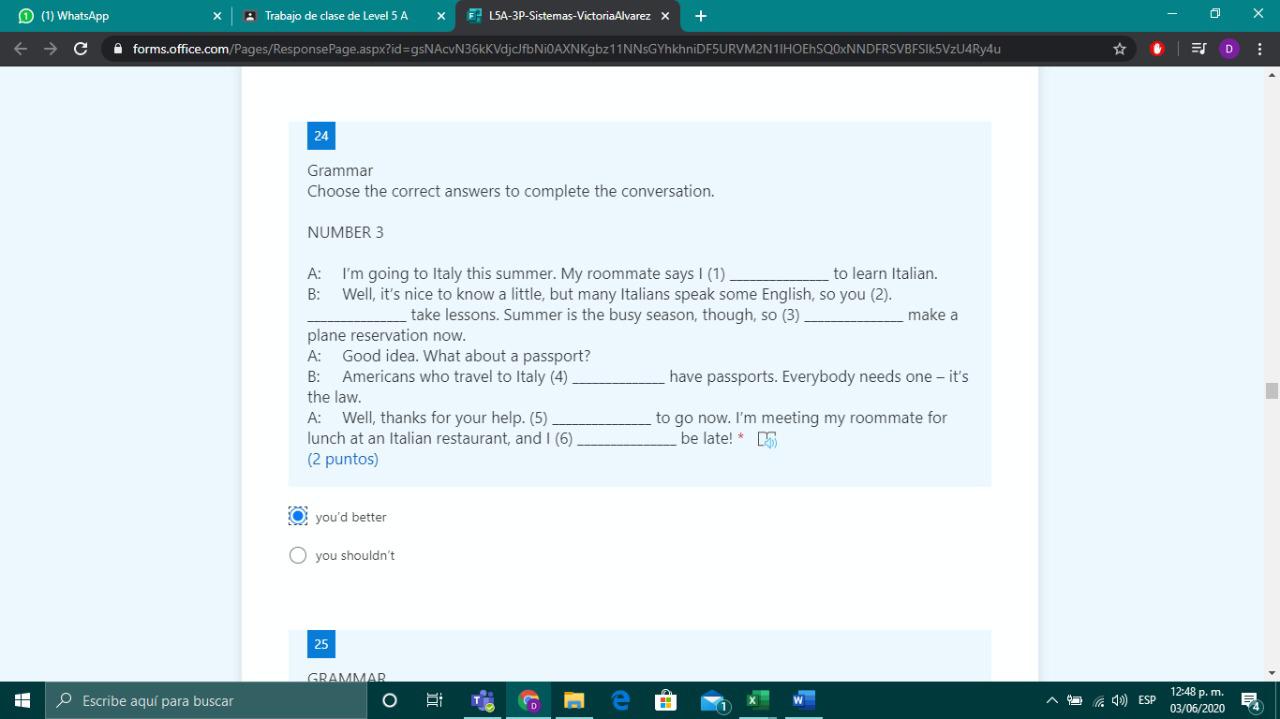 (1) WhatsApp
Trabajo de clase de Level 5 A
L5A-3P-Sistemas-VictoriaAlvarez
forms.office.com/Pages/ResponsePage.aspx?id=gsNAcvN36kKVdjcJfbNi0AXNKgbz11NNsGYhkhniDF5URVM2N1lHOEhSQ0xNNDFRSVBFSlk5VzU4Ry4u
D
24
Grammar
Choose the correct answers to complete the conversation.
NUMBER 3
A: I'm going to Italy this summer. My roommate says I (1) _______________ to learn Italian.
B: Well, it's nice to know a little, but many Italians speak some English, so you (2).
_______________ take lessons. Summer is the busy season, though, so (3) _______________ make a
plane reservation now.
A: Good idea. What about a passport?
B: Americans who travel to Italy (4) ______________ have passports. Everybody needs one – it's
the law.
A: Well, thanks for your help. (5) _______________ to go now. I'm meeting my roommate for
lunch at an Italian restaurant, and I (6) _______________ be late! *
(2 puntos)
you'd better
you shouldn't
25
GRAMMAR
Escribe aquí para buscar
ESP
12:48 p. m.
03/06/2020